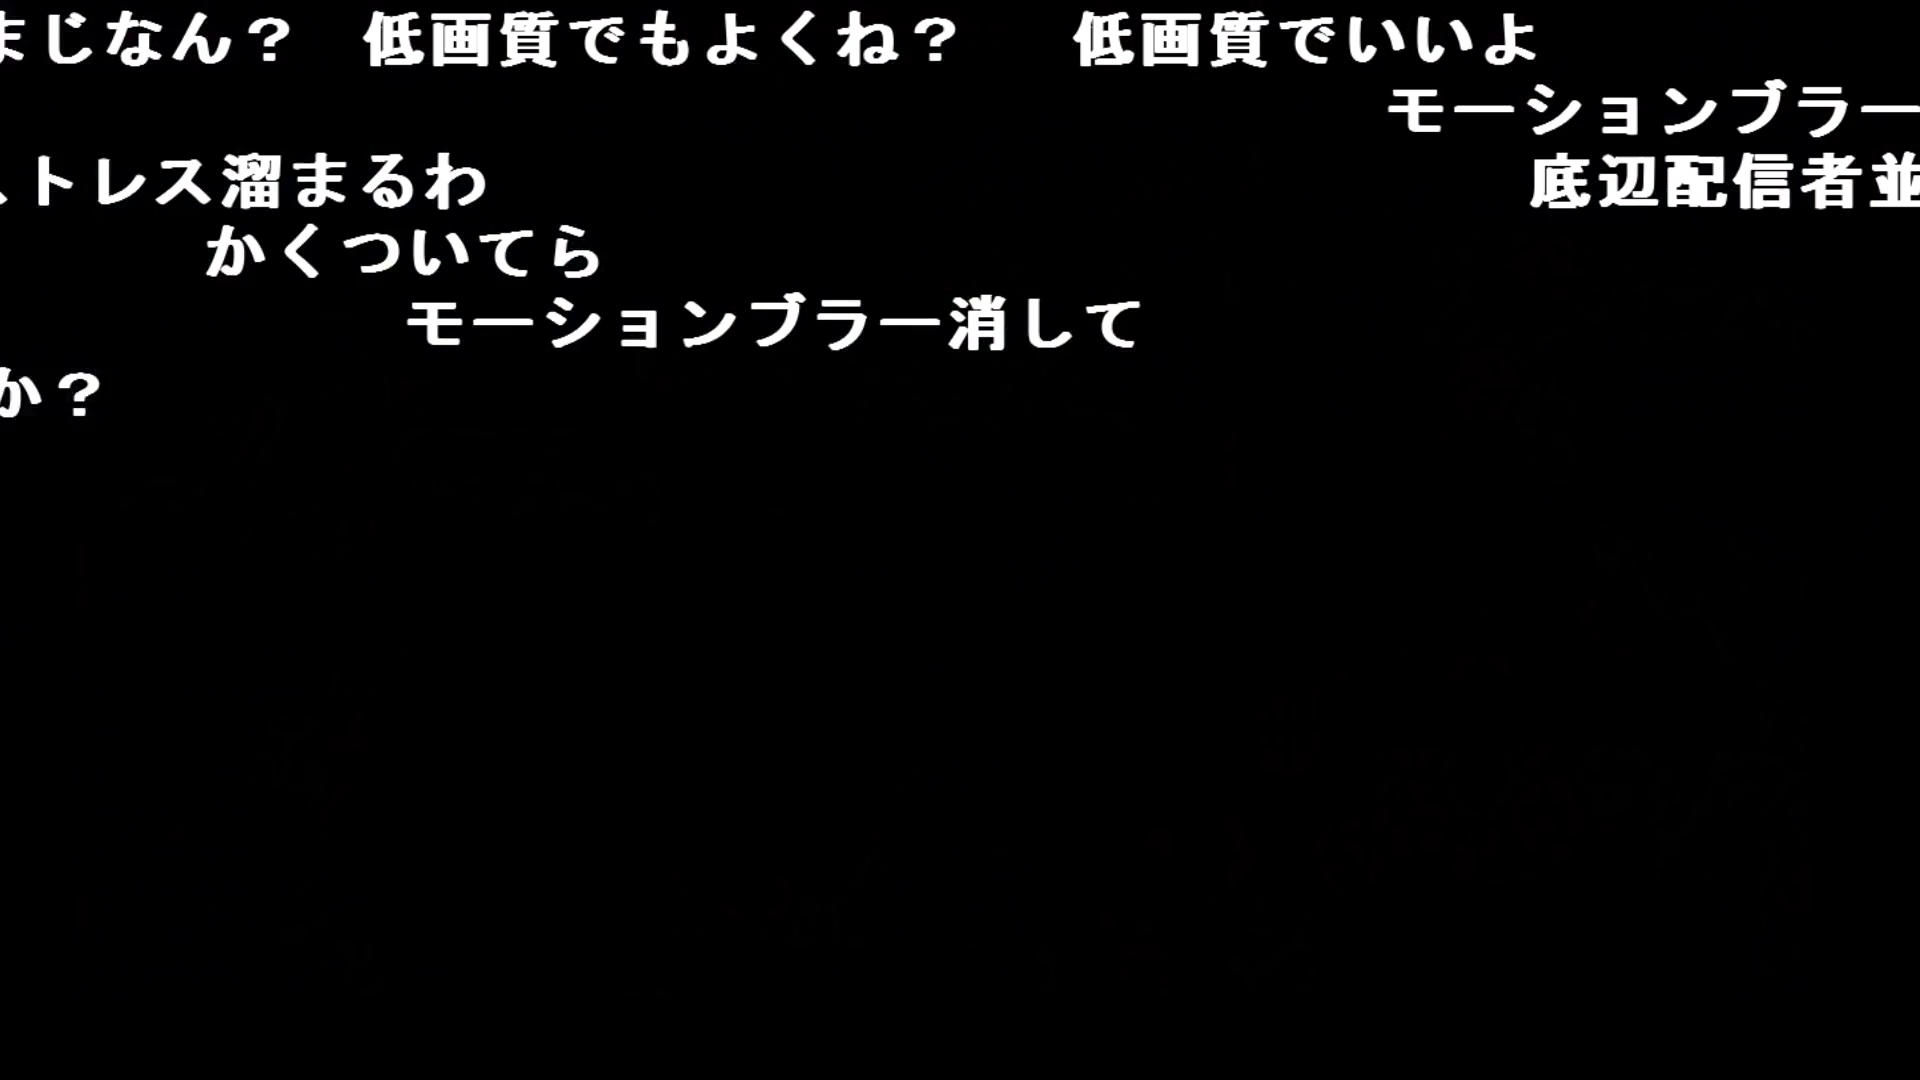 まじなん？ 低画質でもよくね？ 低画質でいいよ
モーションブラー
トレス溜まるわ 底辺配信者並
かくついてら
モーションブラー消して
か？